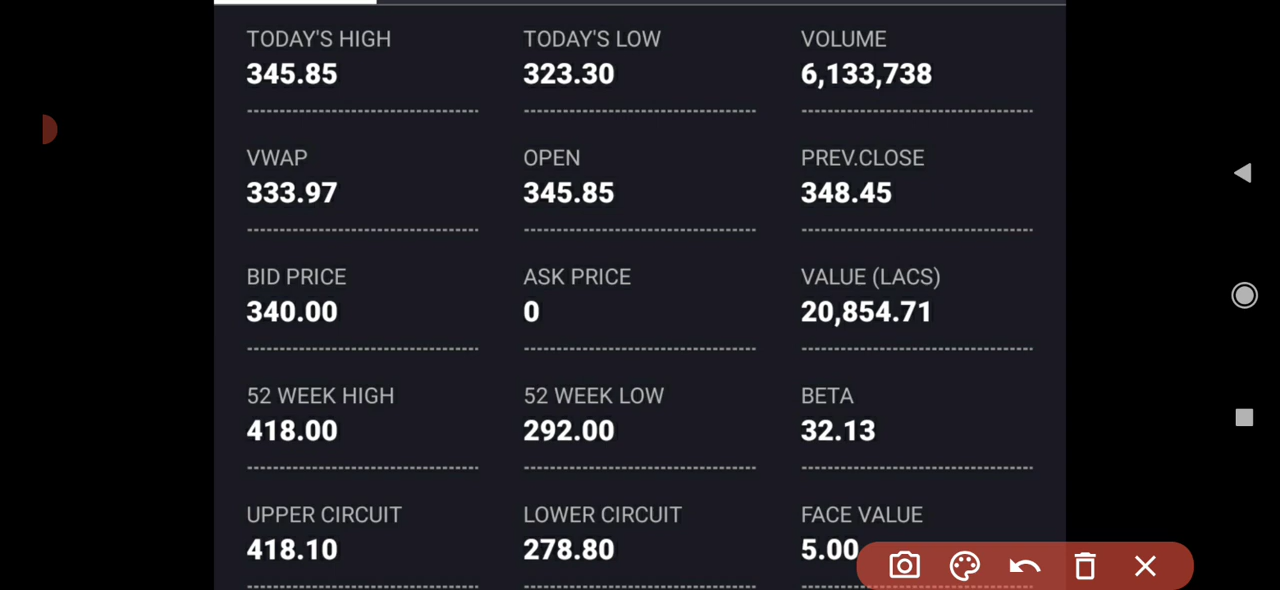 TODAY'S HIGH TODAY'S LOW VOLUME
345.85 323.30 6,133,738
VWAP OPEN PREV.CLOSE
333.97 345.85 348.45
BID PRICE ASK PRICE VALUE (LACS)
340.00 0 20,854.71
52 WEEK HIGH 52 WEEK LOW BETA
418.00 292.00 32.13
UPPER CIRCUIT LOWER CIRCUIT FACE VALUE
418.10 278.80 5.00